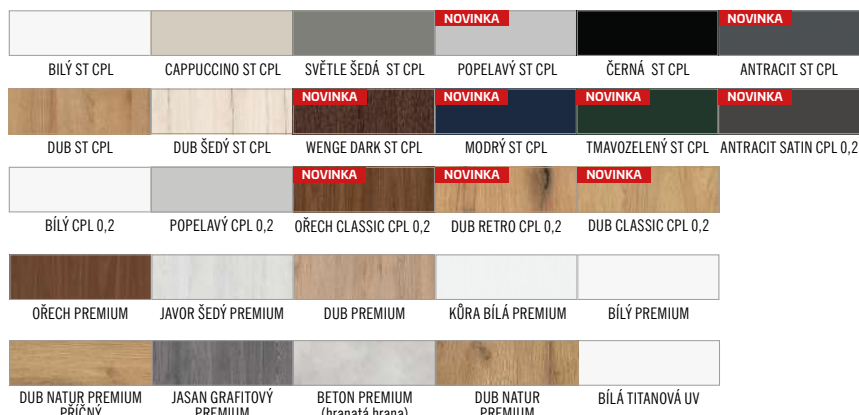 NOVINKA NOVINKA
BILÝ ST CPL CAPPUCCINO ST CPL SVĚTLE ŠEDÁ ST CPL POPELAVÝ ST CPL ČERNÁ ST CPL ANTRACIT ST CPL
NOVINKA NOVINKA NOVINKA NOVINKA
DUB ST CPL DUB ŠEDÝ ST CPL WENGE DARK ST CPL MODRÝ ST CPL TMAVOZELENÝ ST CPL ANTRACIT SATIN CPL 0,2
NOVINKA NOVINKA NOVINKA
BÍLÝ CPL 0,2 POPELAVÝ CPL 0,2 OŘECH CLASSIC CPL 0,2 DUB RETRO CPL 0,2 DUB CLASSIC CPL 0,2
OŘECH PREMIUM JAVOR ŠEDÝ PREMIUM DUB PREMIUM KŮRA BÍLÁ PREMIUM BÍLÝ PREMIUM
DUB NATUR PREMIUM JASAN GRAFITOVÝ BETON PREMIUM DUB NATUR BÍLÁ TITANOVÁ UV
PŘÍČNÝ PREMIUM (hranatá hrana) PREMIUM